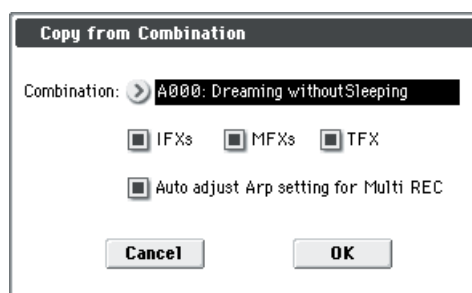 Copy from Combination
Combination: A000: Dreaming withoutSleeping
IFXs MFXs TFX
Auto adjust Arp setting for Multi REC
Cancel OK